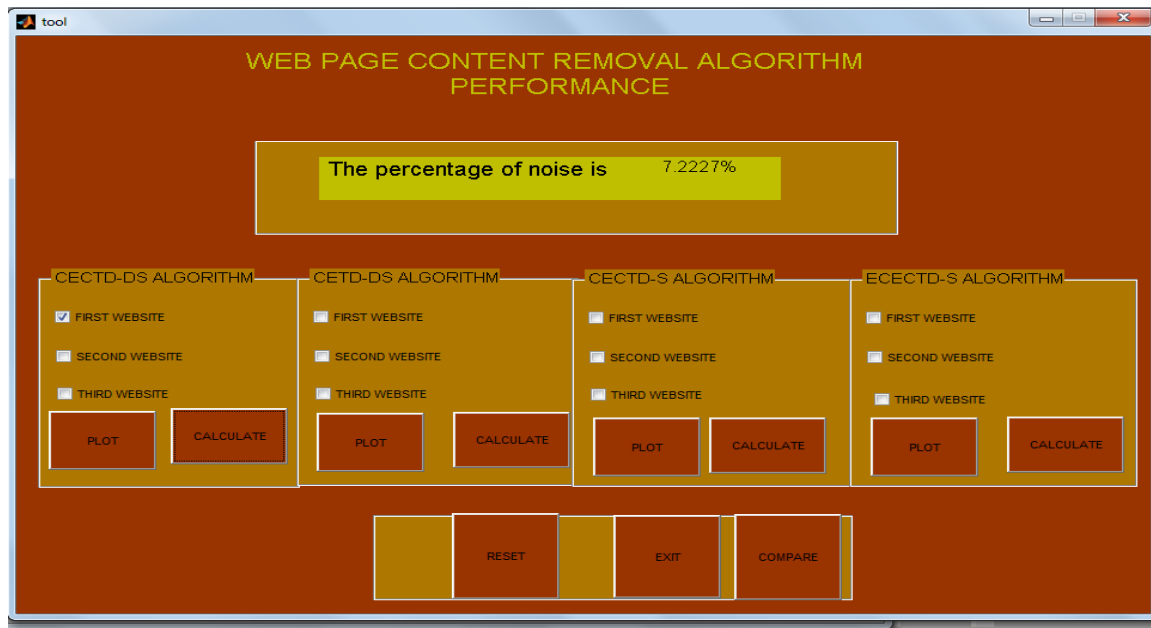 tool
WEB PAGE CONTENT REMOVAL ALGORITHM
PERFORMANCE
The percentage of noise is 7.2227%
CECTD-DS ALGORITHM
FIRST WEBSITE
SECOND WEBSITE
THIRD WEBSITE
PLOT
CALCULATE
CETD-DS ALGORITHM
FIRST WEBSITE
SECOND WEBSITE
THIRD WEBSITE
PLOT
CALCULATE
CECTD-S ALGORITHM
FIRST WEBSITE
SECOND WEBSITE
THIRD WEBSITE
PLOT
CALCULATE
ECECTD-S ALGORITHM
FIRST WEBSITE
SECOND WEBSITE
THIRD WEBSITE
PLOT
CALCULATE
RESET
EXIT
COMPARE